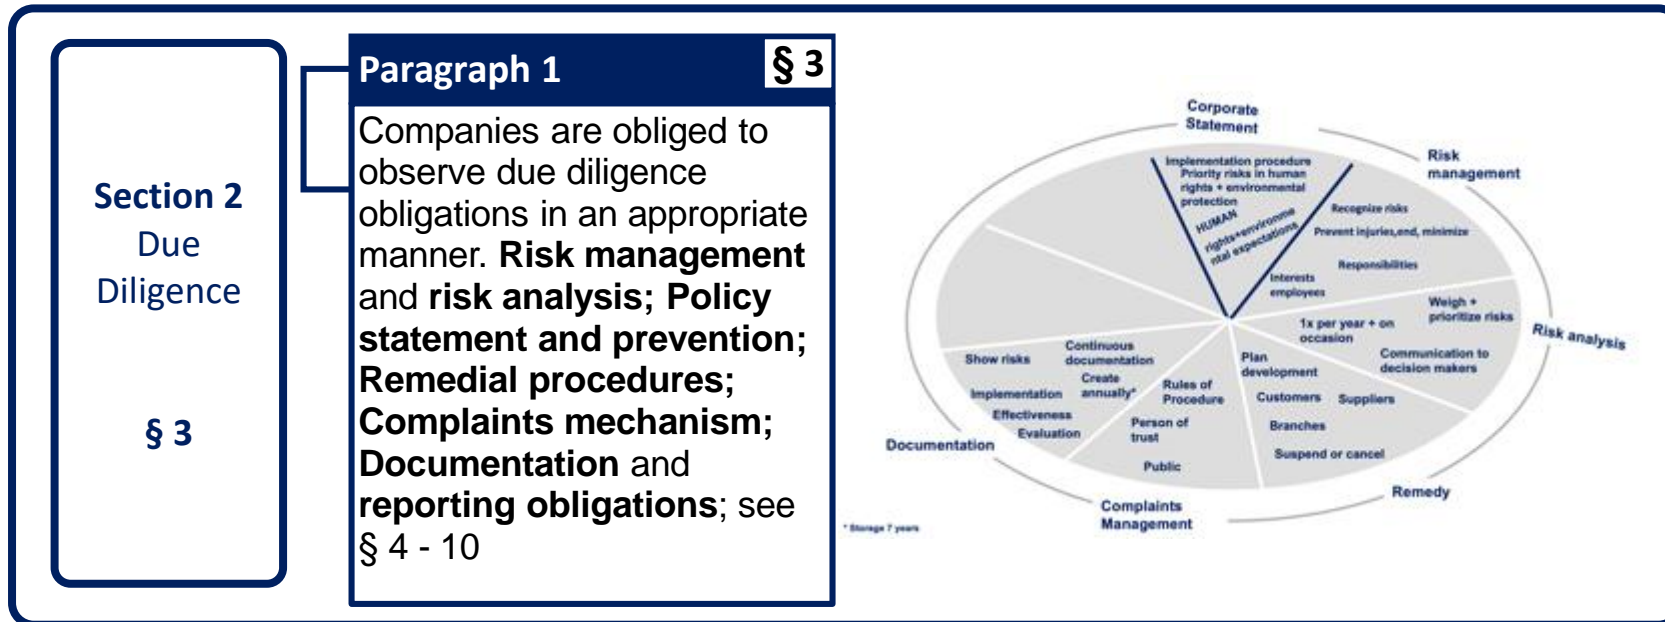 Section 2
Due
Diligence
§ 3
Paragraph 1
§ 3
Companies are obliged to
observe due diligence
obligations in an appropriate
manner. Risk management
and risk analysis; Policy
statement and prevention;
Remedial procedures;
Complaints mechanism;
Documentation and
reporting obligations; see
§ 4 - 10
Corporate
Statement
Implementation procedure
Priority risks in human
rights + environmental
protection
HUMAN
rights+environme
ntal expectations
Risk
management
Recognize risks
Prevent injuries,end, minimize
Responsibilities
Interests
employees
Risk analysis
Weigh +
prioritize risks
1x per year + on
occasion
Communication to
decision makers
Remedy
Plan
development
Customers
Suppliers
Branches
Suspend or cancel
Complaints
Management
Rules of
Procedure
Person of
trust
Public
Documentation
Continuous
documentation
Show risks
Create
annually*
Implementation
Effectiveness
Evaluation
* Storage 7 years